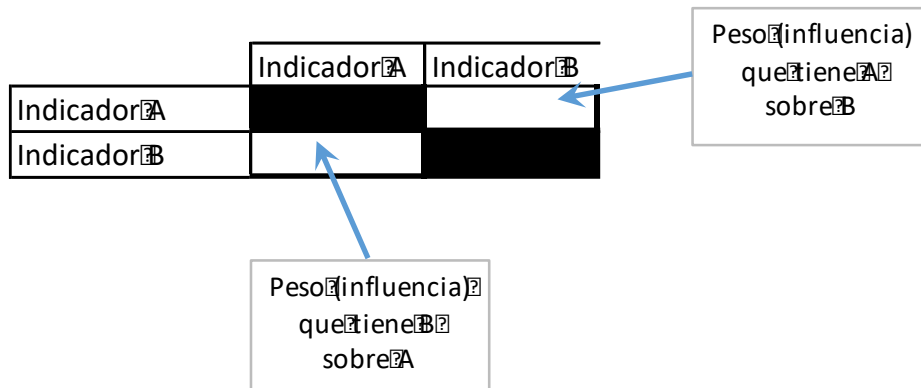 Peso (influencia)
que tiene A
sobre B
Indicador A Indicador B
Indicador A
Indicador B
Peso (influencia)
que tiene B
sobre A